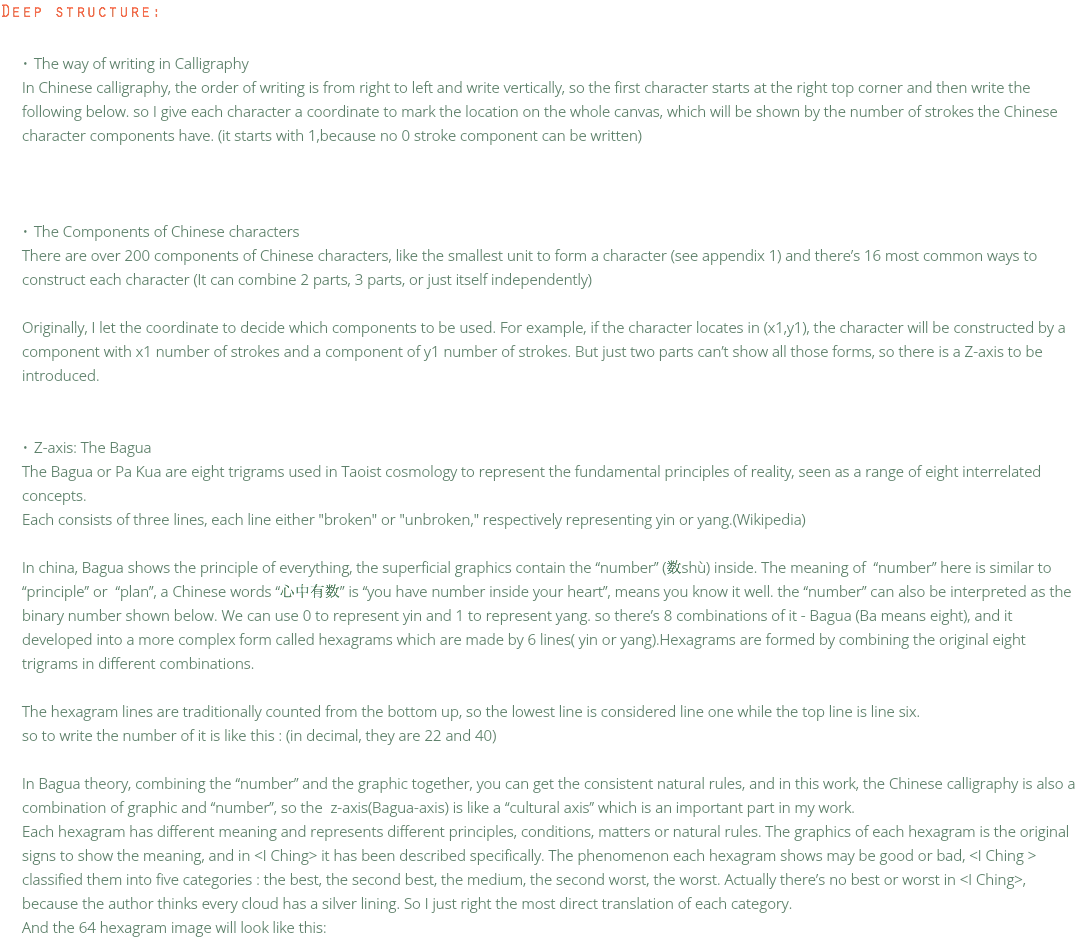 Deep structure:
· The way of writing in Calligraphy
In Chinese calligraphy, the order of writing is from right to left and write vertically, so the first character starts at the right top corner and then write the
following below. so I give each character a coordinate to mark the location on the whole canvas, which will be shown by the number of strokes the Chinese
character components have. (it starts with 1,because no 0 stroke component can be written)
· The Components of Chinese characters
There are over 200 components of Chinese characters, like the smallest unit to form a character (see appendix 1) and there’s 16 most common ways to
construct each character (It can combine 2 parts, 3 parts, or just itself independently)
Originally, I let the coordinate to decide which components to be used. For example, if the character locates in (x1,y1), the character will be constructed by a
component with x1 number of strokes and a component of y1 number of strokes. But just two parts can’t show all those forms, so there is a Z-axis to be
introduced.
· Z-axis: The Bagua
The Bagua or Pa Kua are eight trigrams used in Taoist cosmology to represent the fundamental principles of reality, seen as a range of eight interrelated
concepts.
Each consists of three lines, each line either "broken" or "unbroken," respectively representing yin or yang.(Wikipedia)
In china, Bagua shows the principle of everything, the superficial graphics contain the “number” (数shù) inside. The meaning of  “number” here is similar to
“principle” or  “plan”, a Chinese words “心中有数” is “you have number inside your heart”, means you know it well. the “number” can also be interpreted as the
binary number shown below. We can use 0 to represent yin and 1 to represent yang. so there’s 8 combinations of it - Bagua (Ba means eight), and it
developed into a more complex form called hexagrams which are made by 6 lines( yin or yang).Hexagrams are formed by combining the original eight
trigrams in different combinations.
The hexagram lines are traditionally counted from the bottom up, so the lowest line is considered line one while the top line is line six.
so to write the number of it is like this : (in decimal, they are 22 and 40)
In Bagua theory, combining the “number” and the graphic together, you can get the consistent natural rules, and in this work, the Chinese calligraphy is also a
combination of graphic and “number”, so the  z-axis(Bagua-axis) is like a “cultural axis” which is an important part in my work.
Each hexagram has different meaning and represents different principles, conditions, matters or natural rules. The graphics of each hexagram is the original
signs to show the meaning, and in <I Ching> it has been described specifically. The phenomenon each hexagram shows may be good or bad, <I Ching >
classified them into five categories : the best, the second best, the medium, the second worst, the worst. Actually there’s no best or worst in <I Ching>,
because the author thinks every cloud has a silver lining. So I just right the most direct translation of each category.
And the 64 hexagram image will look like this: